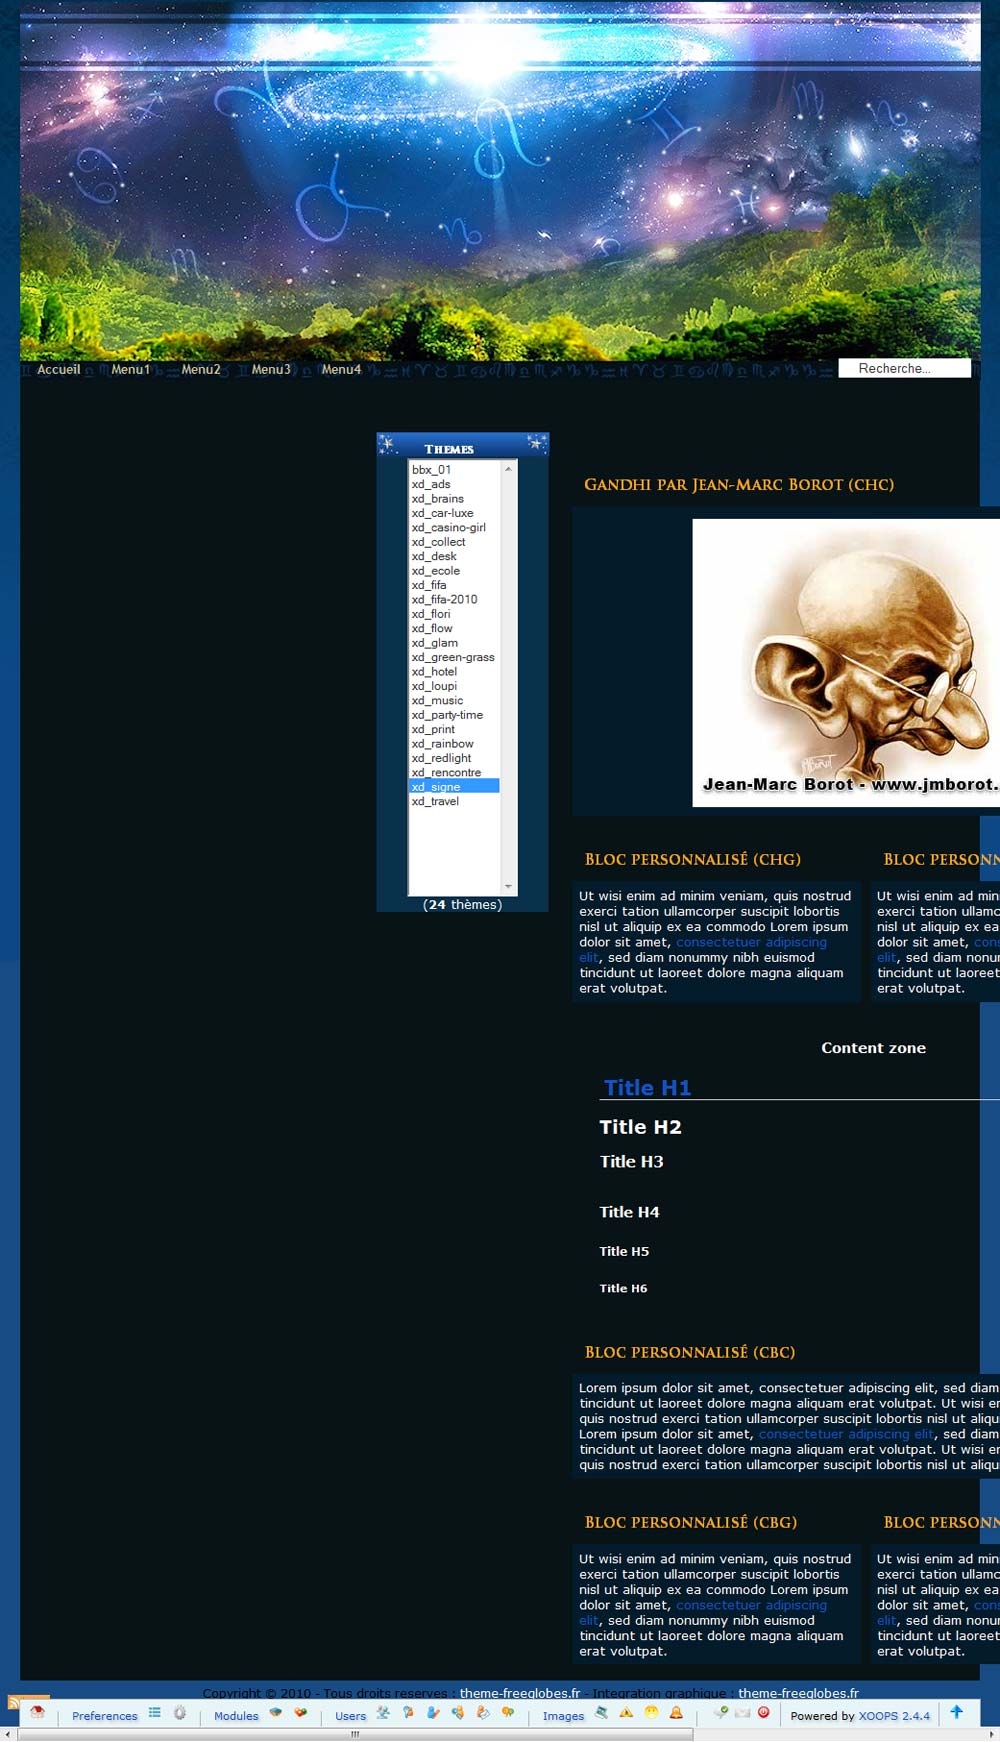 Accueil Menu1 Menu2 Menu3 Menu4 Recherche...
Themes
bbx_01
xd_ads
xd_brains
xd_car-luxe
xd_casino-girl
xd_collect
xd_desk
xd_ecole
xd_fifa
xd_fifa-2010
xd_flori
xd_flow
xd_glam
xd_green-grass
xd_hotel
xd_loupi
xd_music
xd_party-time
xd_print
xd_rainbow
xd_redlight
xd_rencontre
xd_signe
xd_travel
(24 thèmes)
Gandhi par Jean-Marc Borot (chc)
Jean-Marc Borot - www.jmborot.
Bloc personnalisé (chg)
Ut wisi enim ad minim veniam, quis nostrud
exerci tation ullamcorper suscipit lobortis
nisl ut aliquip ex ea commodo Lorem ipsum
dolor sit amet, consectetuer adipiscing
elit, sed diam nonummy nibh euismod
tincidunt ut laoreet dolore magna aliquam
erat volutpat.
Bloc person
Ut wisi enim ad min
exerci tation ullamc
nisl ut aliquip ex ea
dolor sit amet, cons
elit, sed diam nonum
tincidunt ut laoreet
erat volutpat.
Content zone
Title H1
Title H2
Title H3
Title H4
Title H5
Title H6
Bloc personnalisé (cbc)
Lorem ipsum dolor sit amet, consectetuer adipiscing elit, sed diam
tincidunt ut laoreet dolore magna aliquam erat volutpat. Ut wisi en
quis nostrud exerci tation ullamcorper suscipit lobortis nisl ut aliqu
Lorem ipsum dolor sit amet, consectetuer adipiscing elit, sed diam
tincidunt ut laoreet dolore magna aliquam erat volutpat. Ut wisi en
quis nostrud exerci tation ullamcorper suscipit lobortis nisl ut aliqu
Bloc personnalisé (cbg)
Ut wisi enim ad minim veniam, quis nostrud
exerci tation ullamcorper suscipit lobortis
nisl ut aliquip ex ea commodo Lorem ipsum
dolor sit amet, consectetuer adipiscing
elit, sed diam nonummy nibh euismod
tincidunt ut laoreet dolore magna aliquam
erat volutpat.
Bloc person
Ut wisi enim ad min
exerci tation ullamc
nisl ut aliquip ex ea
dolor sit amet, cons
elit, sed diam nonum
tincidunt ut laoreet
erat volutpat.
Copyright © 2010 - Tous droits reserves : theme-freeglobes.fr - Integration graphique : theme-freeglobes.fr
Preferences Modules Users Images Powered by XOOPS 2.4.4